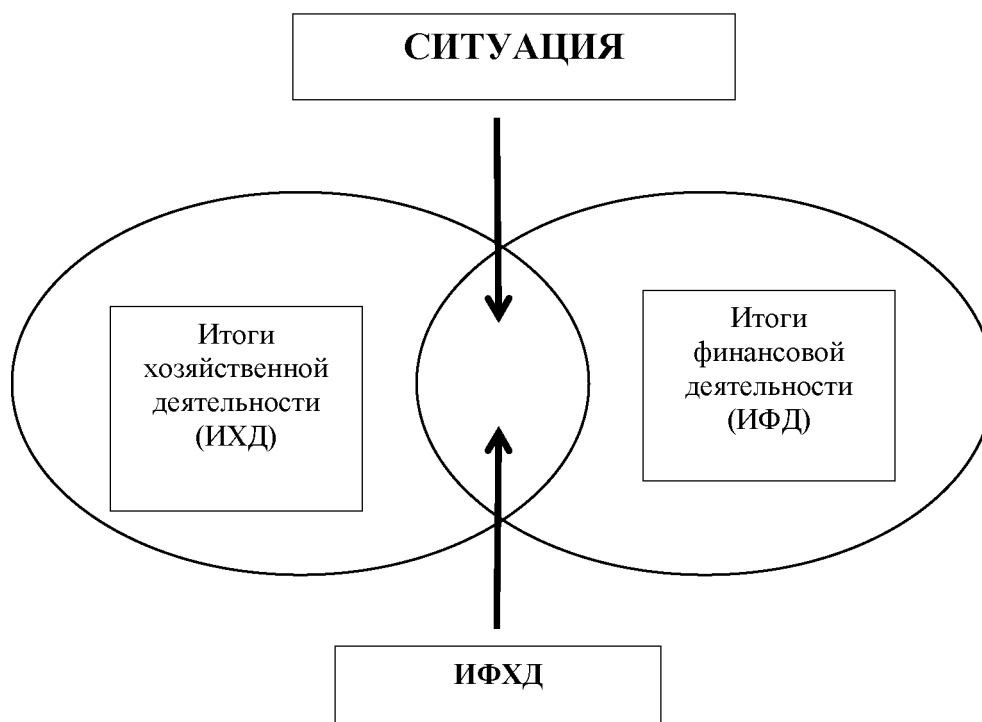 СИТУАЦИЯ
Итоги
хозяйственной
деятельности
(ИХД)
Итоги
финансовой
деятельности
(ИФД)
ИФХД